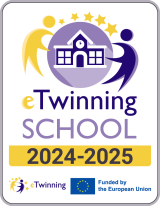 eTwinning
SCHOOL
2024-2025
eTwinning
Funded by
the European Union